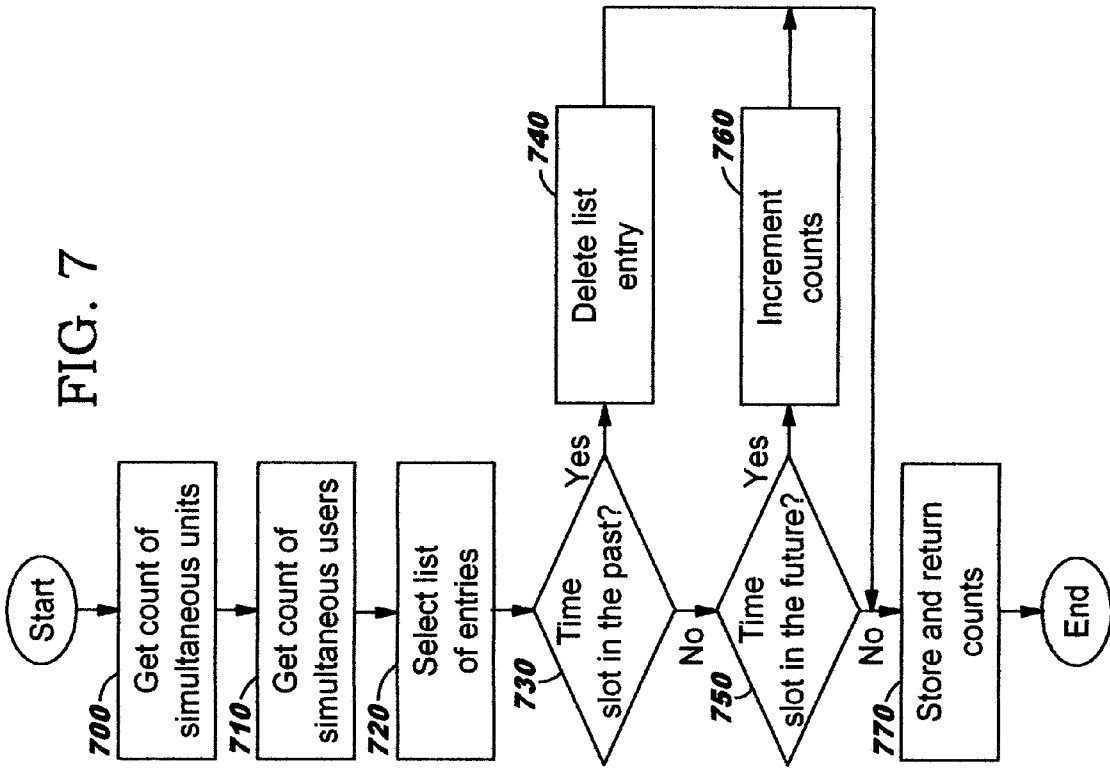 FIG. 7
Start
700
Get count of
simultaneous units
710
Get count of
simultaneous users
720
Select list
of entries
730
Time
slot in the past?
Yes
740
Delete list
entry
No
750
Time
slot in the future?
Yes
760
Increment
counts
No
770
Store and return
counts
End